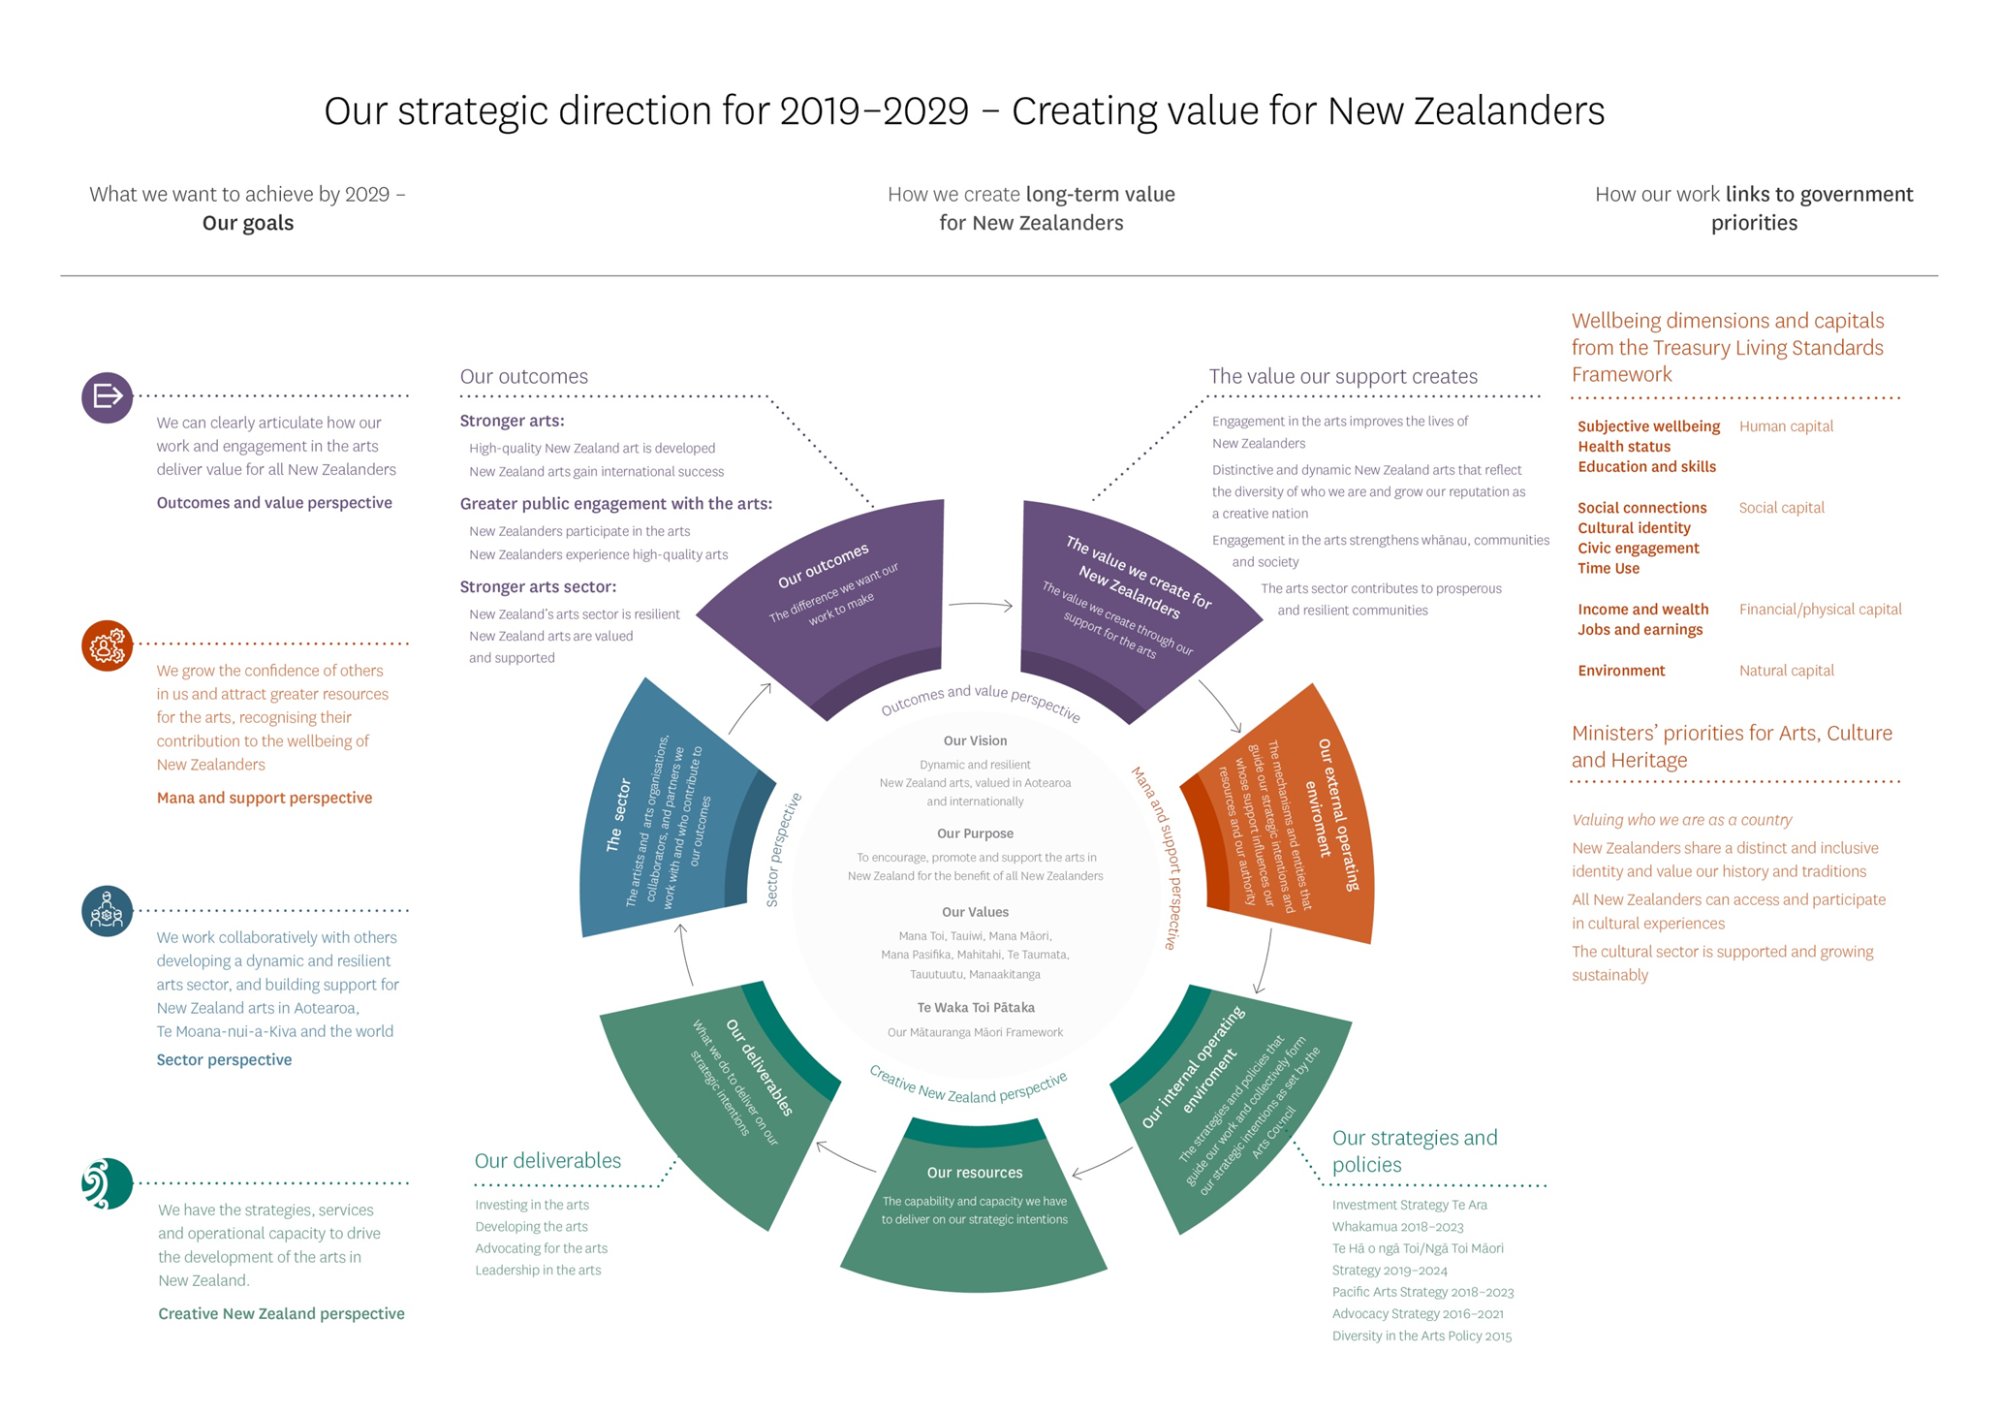 Our strategic direction for 2019–2029 – Creating value for New Zealanders
What we want to achieve by 2029 –
Our goals
How we create long-term value
for New Zealanders
How our work links to government
priorities
We can clearly articulate how our
work and engagement in the arts
deliver value for all New Zealanders
Outcomes and value perspective
We grow the confidence of others
in us and attract greater resources
for the arts, recognising their
contribution to the wellbeing of
New Zealanders
Mana and support perspective
We work collaboratively with others
developing a dynamic and resilient
arts sector, and building support for
New Zealand arts in Aotearoa,
Te Moana-nui-a-Kiva and the world
Sector perspective
We have the strategies, services
and operational capacity to drive
the development of the arts in
New Zealand.
Creative New Zealand perspective
Our outcomes
Stronger arts:
High-quality New Zealand art is developed
New Zealand arts gain international success
Greater public engagement with the arts:
New Zealanders participate in the arts
New Zealanders experience high-quality arts
Stronger arts sector:
New Zealand's arts sector is resilient
New Zealand arts are valued
and supported
The value our support creates
Engagement in the arts improves the lives of
New Zealanders
Distinctive and dynamic New Zealand arts that reflect
the diversity of who we are and grow our reputation as
a creative nation
Engagement in the arts strengthens whānau, communities
and society
The arts sector contributes to prosperous
and resilient communities
Our outcomes
The difference we want our
work to make
The value we create for
New Zealanders
The value we create through our
support for the arts
Our external operating
enviroment
The mechanisms and entities that
guide our strategic intentions and
whose support influences our
resources and our authority
Our internal operating
enviroment
The strategies and policies that
guide our work and collectively form
our strategic intentions as set by the
Arts Council
Our resources
The capability and capacity we have
to deliver on our strategic intentions
Our deliverables
What we do to deliver on our
strategic intentions
The sector
The artists and arts organisations,
collaborators, and partners we
work with and who contribute to
our outcomes
Outcomes and value perspective
Mana and support perspective
Creative New Zealand perspective
Sector perspective
Our Vision
Dynamic and resilient
New Zealand arts, valued in Aotearoa
and internationally
Our Purpose
To encourage, promote and support the arts in
New Zealand for the benefit of all New Zealanders
Our Values
Mana Toi, Tauiwi, Mana Māori,
Mana Pasifika, Mahitahi, Te Taumata,
Tauutuutu, Manaakitanga
Te Waka Toi Pātaka
Our Mātauranga Māori Framework
Our deliverables
Investing in the arts
Developing the arts
Advocating for the arts
Leadership in the arts
Our strategies and
policies
Investment Strategy Te Ara
Whakamua 2018–2023
Te Hā o ngā Toi/Ngā Toi Māori
Strategy 2019–2024
Pacific Arts Strategy 2018–2023
Advocacy Strategy 2016–2021
Diversity in the Arts Policy 2015
Wellbeing dimensions and capitals
from the Treasury Living Standards
Framework
Subjective wellbeing Human capital
Health status
Education and skills
Social connections Social capital
Cultural identity
Civic engagement
Time Use
Income and wealth Financial/physical capital
Jobs and earnings
Environment Natural capital
Ministers' priorities for Arts, Culture
and Heritage
Valuing who we are as a country
New Zealanders share a distinct and inclusive
identity and value our history and traditions
All New Zealanders can access and participate
in cultural experiences
The cultural sector is supported and growing
sustainably